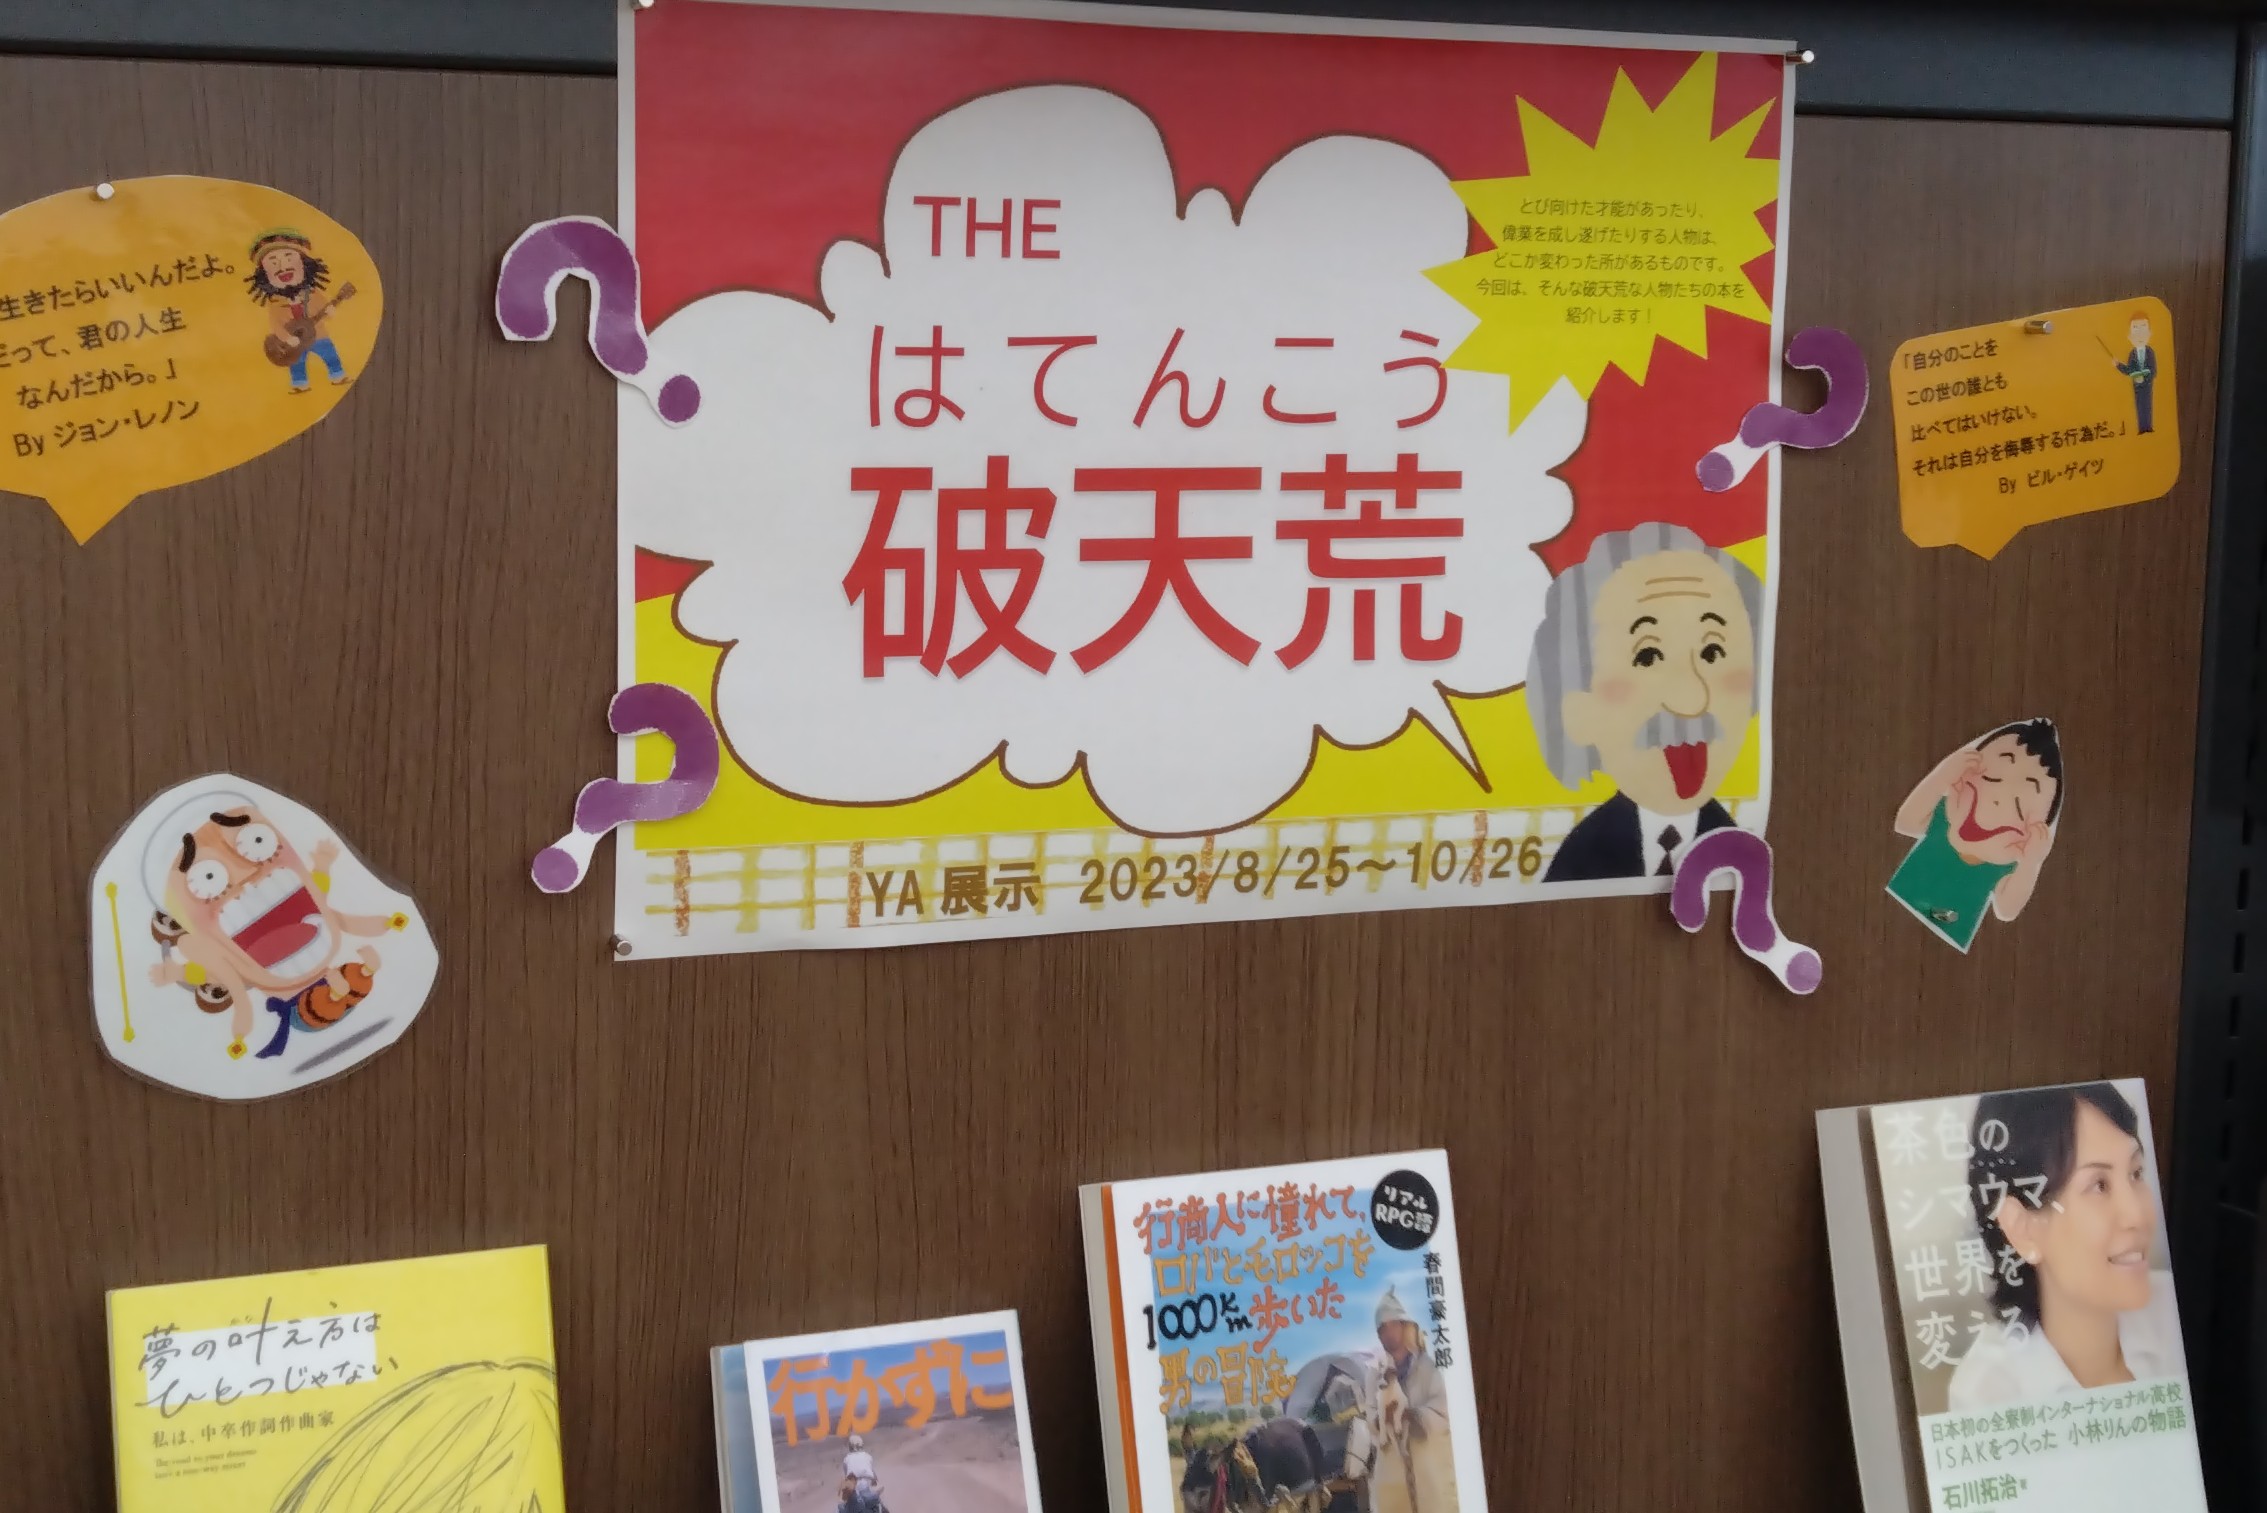 THE
はてんこう
破天荒
とび向けた才能があったり、
偉業を成し遂げたりする人物は、
どこか変わった所があるものです。
今回は、そんな破天荒な人物たちの本を
紹介します！
YA 展示 2023/8/25～10/26
生きたらいいんだよ。
だって、君の人生
なんだから。」
By ジョン・レノン
「自分のことを
この世の誰とも
比べてはいけない。
それは自分を侮辱する行為だ。」
By ビル・ゲイツ
夢の叶え方は
ひとつじゃない
私は、中卒作詞作曲家
The road to your dreams
isn't a one-way street
行かずに
行商人に憧れて、
ロバとモロッコを
1000km歩いた
男の冒険
リアル
RPG譚
春間豪太郎
茶色の
シマウマ、
世界を
変える
日本初の全寮制インターナショナル高校
ISAKをつくった 小林りんの物語
石川拓治 著